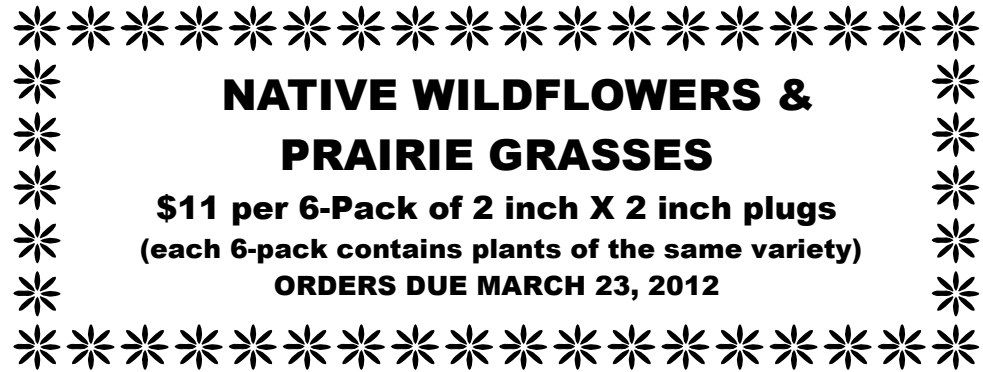 NATIVE WILDFLOWERS &
PRAIRIE GRASSES
$11 per 6-Pack of 2 inch X 2 inch plugs
(each 6-pack contains plants of the same variety)
ORDERS DUE MARCH 23, 2012